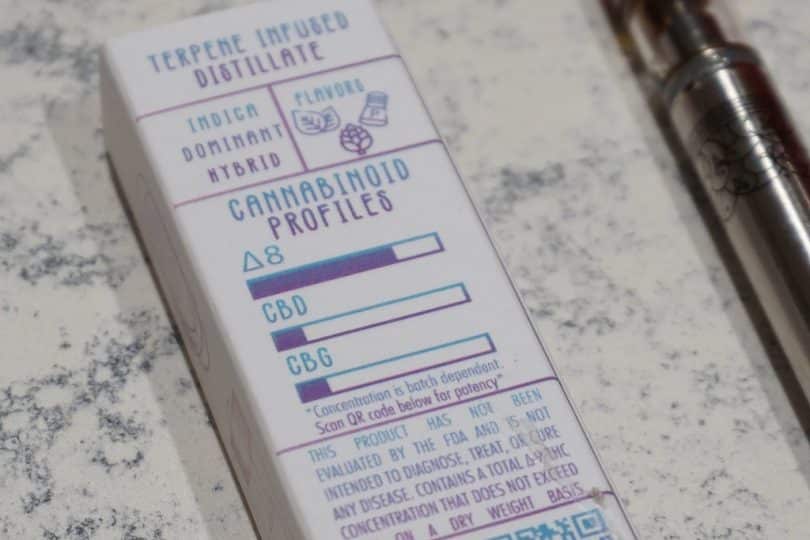 TERPENE INFUSED
DISTILLATE
INDICA
DOMINANT
HYBRID
FLAVORS
CANNABINOID
PROFILES
Δ8
CBD
CBG
*Concentration is batch dependent.
Scan QR code below for potency*
THIS PRODUCT HAS NOT BEEN
EVALUATED BY THE FDA AND IS NOT
INTENDED TO DIAGNOSE, TREAT, OR CURE
ANY DISEASE. CONTAINS A TOTAL Δ-9 THC
CONCENTRATION THAT DOES NOT EXCEED
ON A DRY WEIGHT BASIS